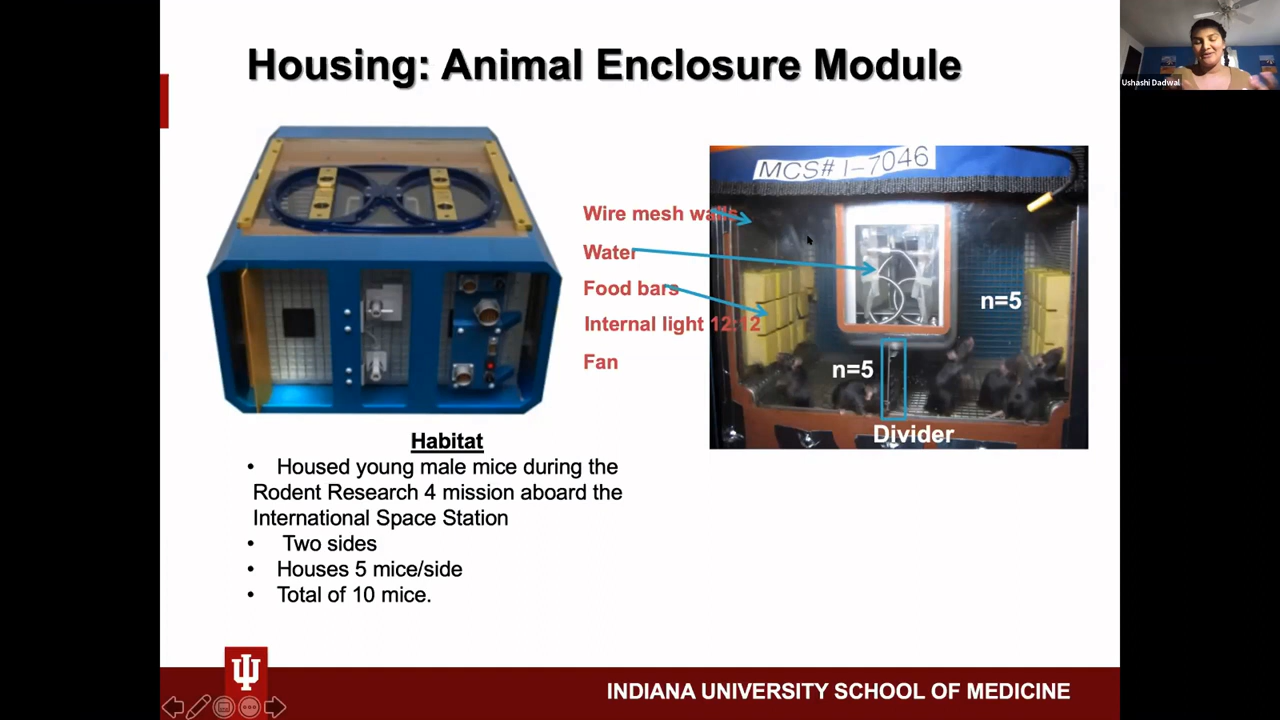 Housing: Animal Enclosure Module
Ushashi Dadwal
MCS# 1-7046
Wire mesh walls
Water
Food bars
Internal light 12:12
Fan
n=5
n=5
Divider
Habitat
• Housed young male mice during the
Rodent Research 4 mission aboard the
International Space Station
• Two sides
• Houses 5 mice/side
• Total of 10 mice.
INDIANA UNIVERSITY SCHOOL OF MEDICINE